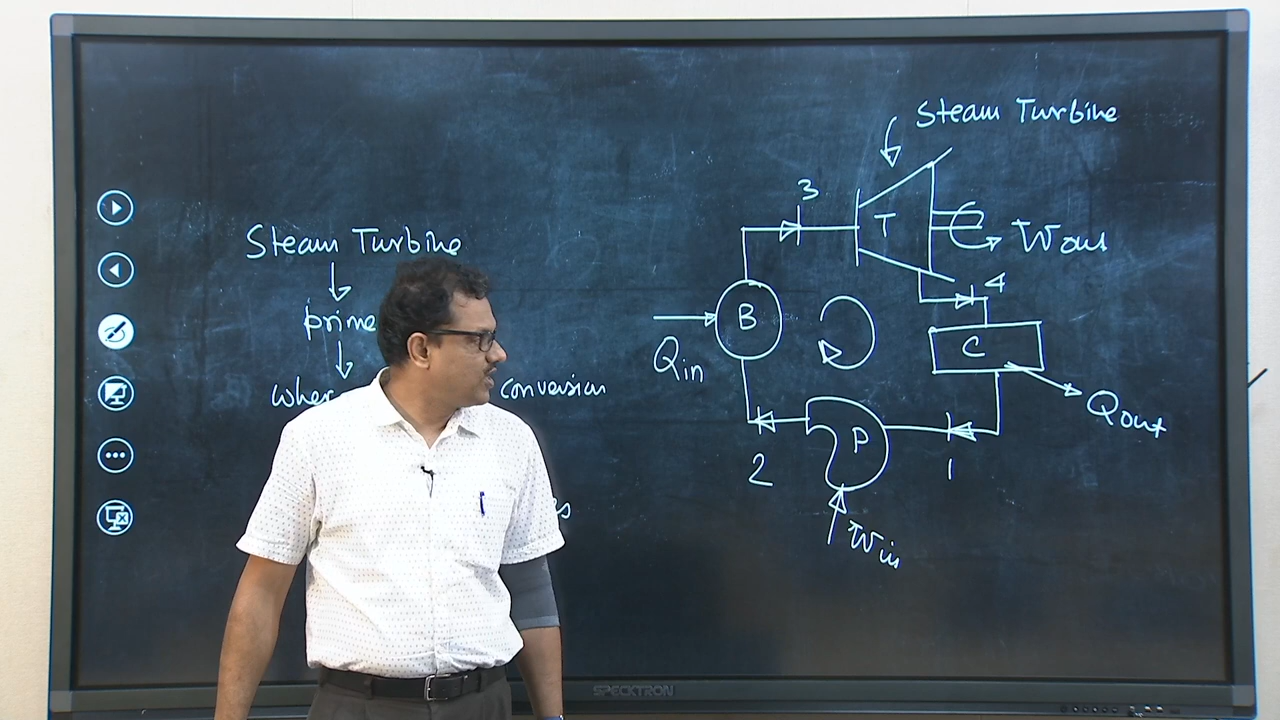 Steam Turbine
prime
conversion
Steam Turbine
3
T
Wout
4
B
Qin
C
Qout
P
2
1
Win
SPECKTRON